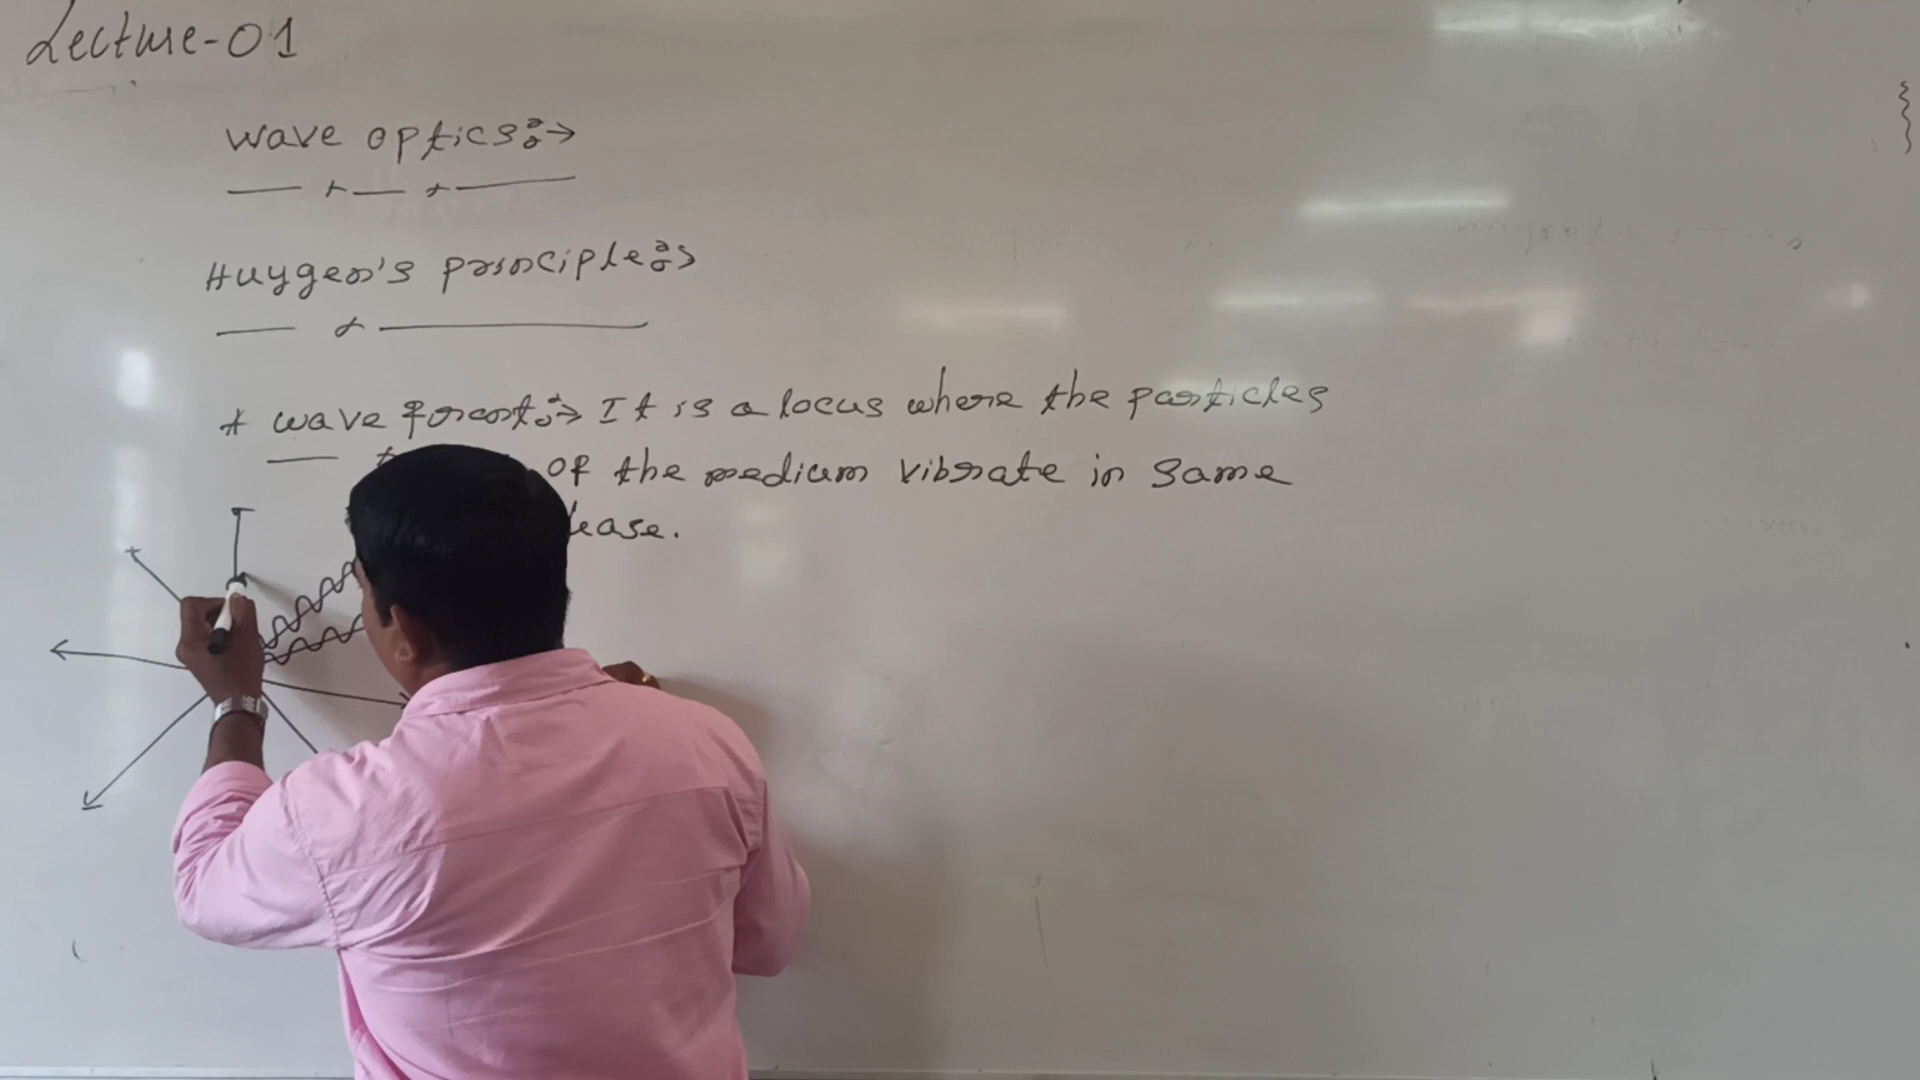 Lecture-01
Wave optics:→
Huygen's principle:→
* Wave front:→ It is a locus where the particles
of the medium vibrate in same